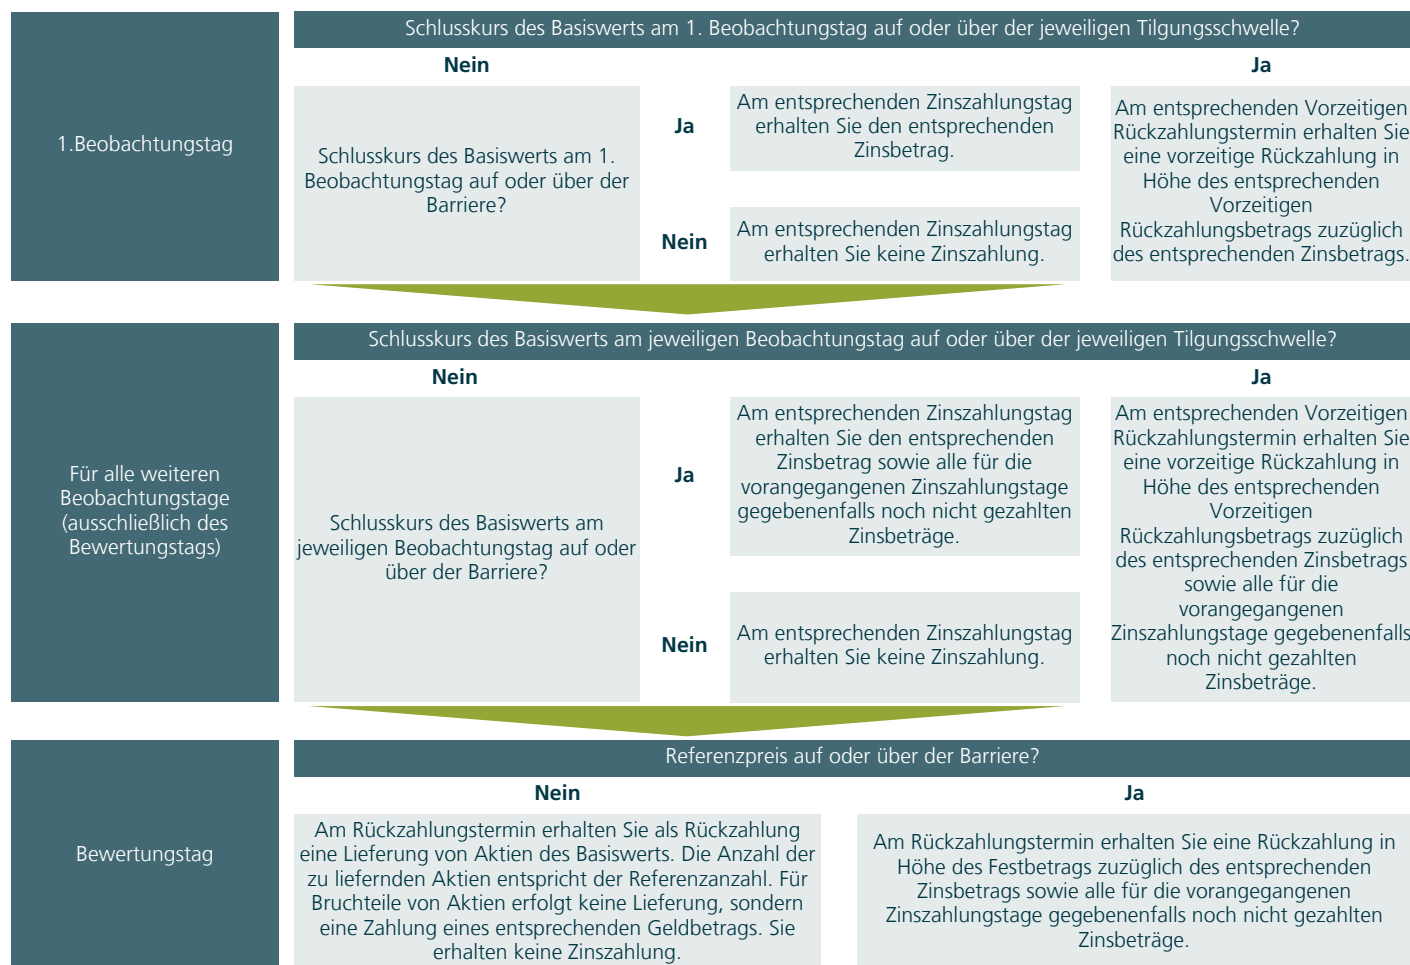 1.Beobachtungstag
Schlusskurs des Basiswerts am 1. Beobachtungstag auf oder über der jeweiligen Tilgungsschwelle?
Nein
Ja
Schlusskurs des Basiswerts am 1.
Beobachtungstag auf oder über der
Barriere?
Ja
Am entsprechenden Zinszahlungstag
erhalten Sie den entsprechenden
Zinsbetrag.
Nein
Am entsprechenden Zinszahlungstag
erhalten Sie keine Zinszahlung.
Am entsprechenden Vorzeitigen
Rückzahlungstermin erhalten Sie
eine vorzeitige Rückzahlung in
Höhe des entsprechenden
Vorzeitigen
Rückzahlungsbetrags zuzüglich
des entsprechenden Zinsbetrags.
Für alle weiteren
Beobachtungstage
(ausschließlich des
Bewertungstags)
Schlusskurs des Basiswerts am jeweiligen Beobachtungstag auf oder über der jeweiligen Tilgungsschwelle?
Nein
Ja
Schlusskurs des Basiswerts am
jeweiligen Beobachtungstag auf oder
über der Barriere?
Ja
Am entsprechenden Zinszahlungstag
erhalten Sie den entsprechenden
Zinsbetrag sowie alle für die
vorangegangenen Zinszahlungstage
gegebenenfalls noch nicht gezahlten
Zinsbeträge.
Nein
Am entsprechenden Zinszahlungstag
erhalten Sie keine Zinszahlung.
Am entsprechenden Vorzeitigen
Rückzahlungstermin erhalten Sie
eine vorzeitige Rückzahlung in
Höhe des entsprechenden
Vorzeitigen
Rückzahlungsbetrags zuzüglich
des entsprechenden Zinsbetrags
sowie alle für die
vorangegangenen
Zinszahlungstage gegebenenfalls
noch nicht gezahlten
Zinsbeträge.
Bewertungstag
Referenzpreis auf oder über der Barriere?
Nein
Ja
Am Rückzahlungstermin erhalten Sie als Rückzahlung
eine Lieferung von Aktien des Basiswerts. Die Anzahl der
zu liefernden Aktien entspricht der Referenzanzahl. Für
Bruchteile von Aktien erfolgt keine Lieferung, sondern
eine Zahlung eines entsprechenden Geldbetrags. Sie
erhalten keine Zinszahlung.
Am Rückzahlungstermin erhalten Sie eine Rückzahlung in
Höhe des Festbetrags zuzüglich des entsprechenden
Zinsbetrags sowie alle für die vorangegangenen
Zinszahlungstage gegebenenfalls noch nicht gezahlten
Zinsbeträge.